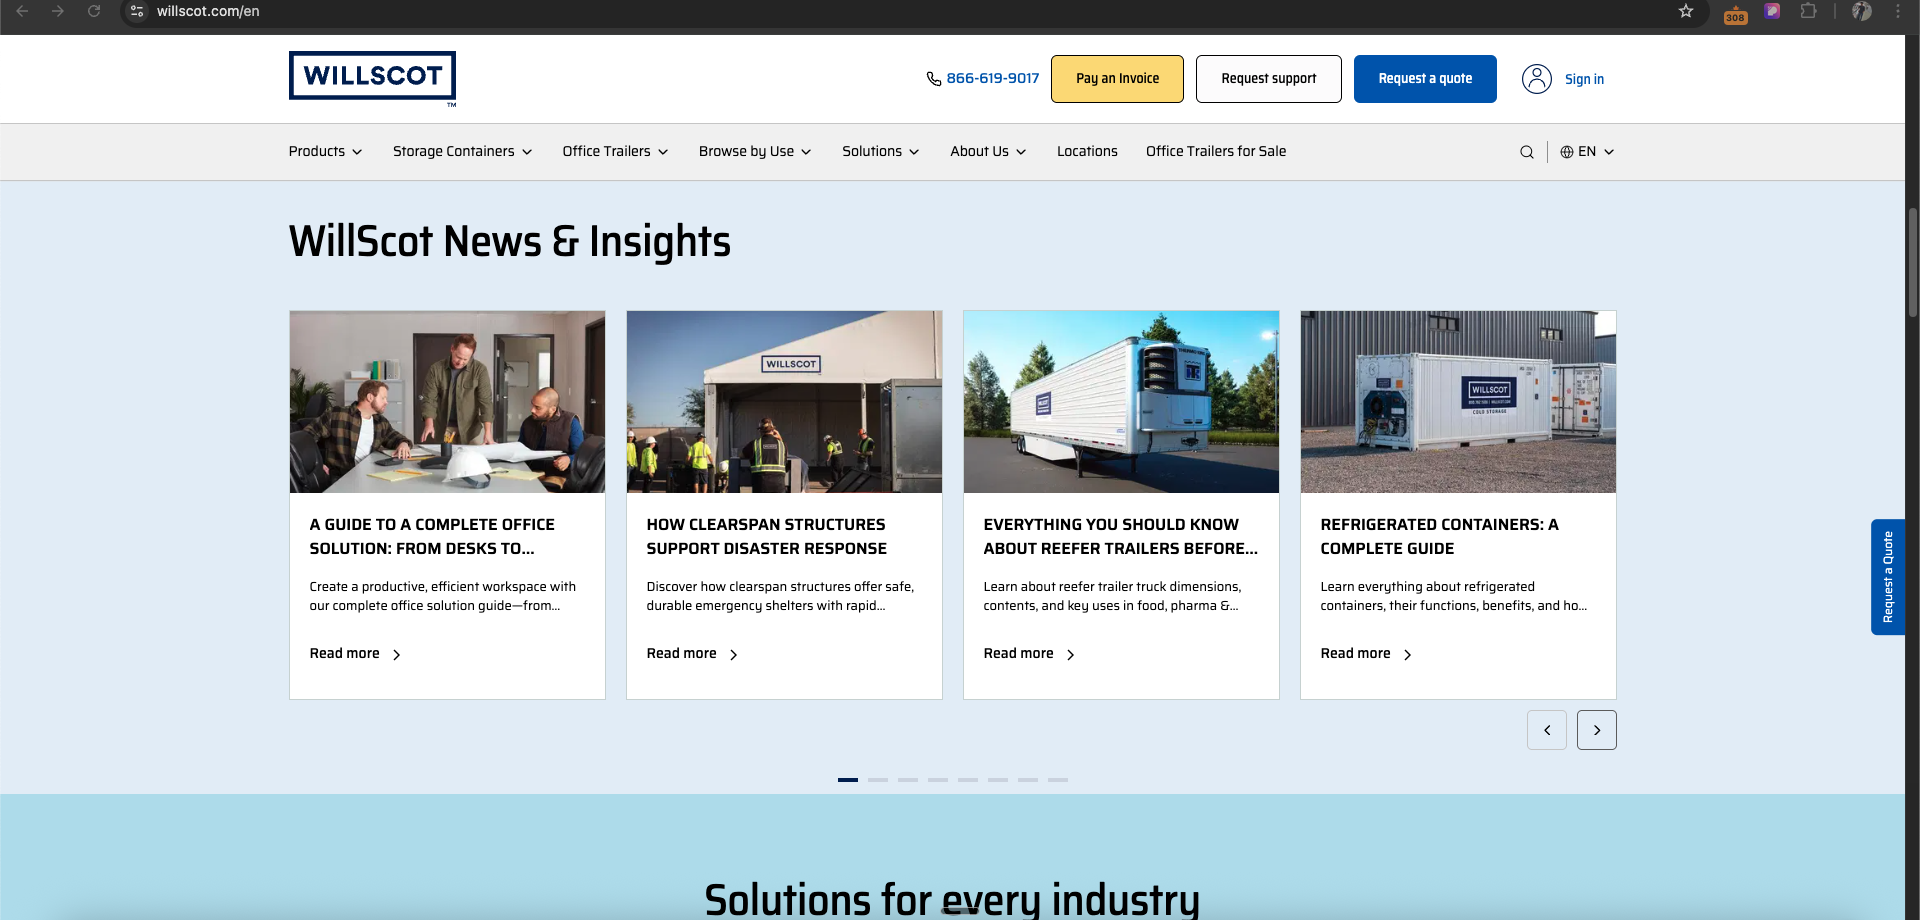 willscot.com/en
308
WILLSCOT
TM
866-619-9017
Pay an Invoice
Request support
Request a quote
Sign in
Products
Storage Containers
Office Trailers
Browse by Use
Solutions
About Us
Locations
Office Trailers for Sale
EN
WillScot News & Insights
WILLSCOT
WILLSCOT
COLD STORAGE
A GUIDE TO A COMPLETE OFFICE
SOLUTION: FROM DESKS TO...
Create a productive, efficient workspace with
our complete office solution guide—from...
Read more
HOW CLEARSPAN STRUCTURES
SUPPORT DISASTER RESPONSE
Discover how clearspan structures offer safe,
durable emergency shelters with rapid...
Read more
EVERYTHING YOU SHOULD KNOW
ABOUT REEFER TRAILERS BEFORE...
Learn about reefer trailer truck dimensions,
contents, and key uses in food, pharma &...
Read more
REFRIGERATED CONTAINERS: A
COMPLETE GUIDE
Learn everything about refrigerated
containers, their functions, benefits, and ho...
Read more
Request a Quote
Solutions for every industry